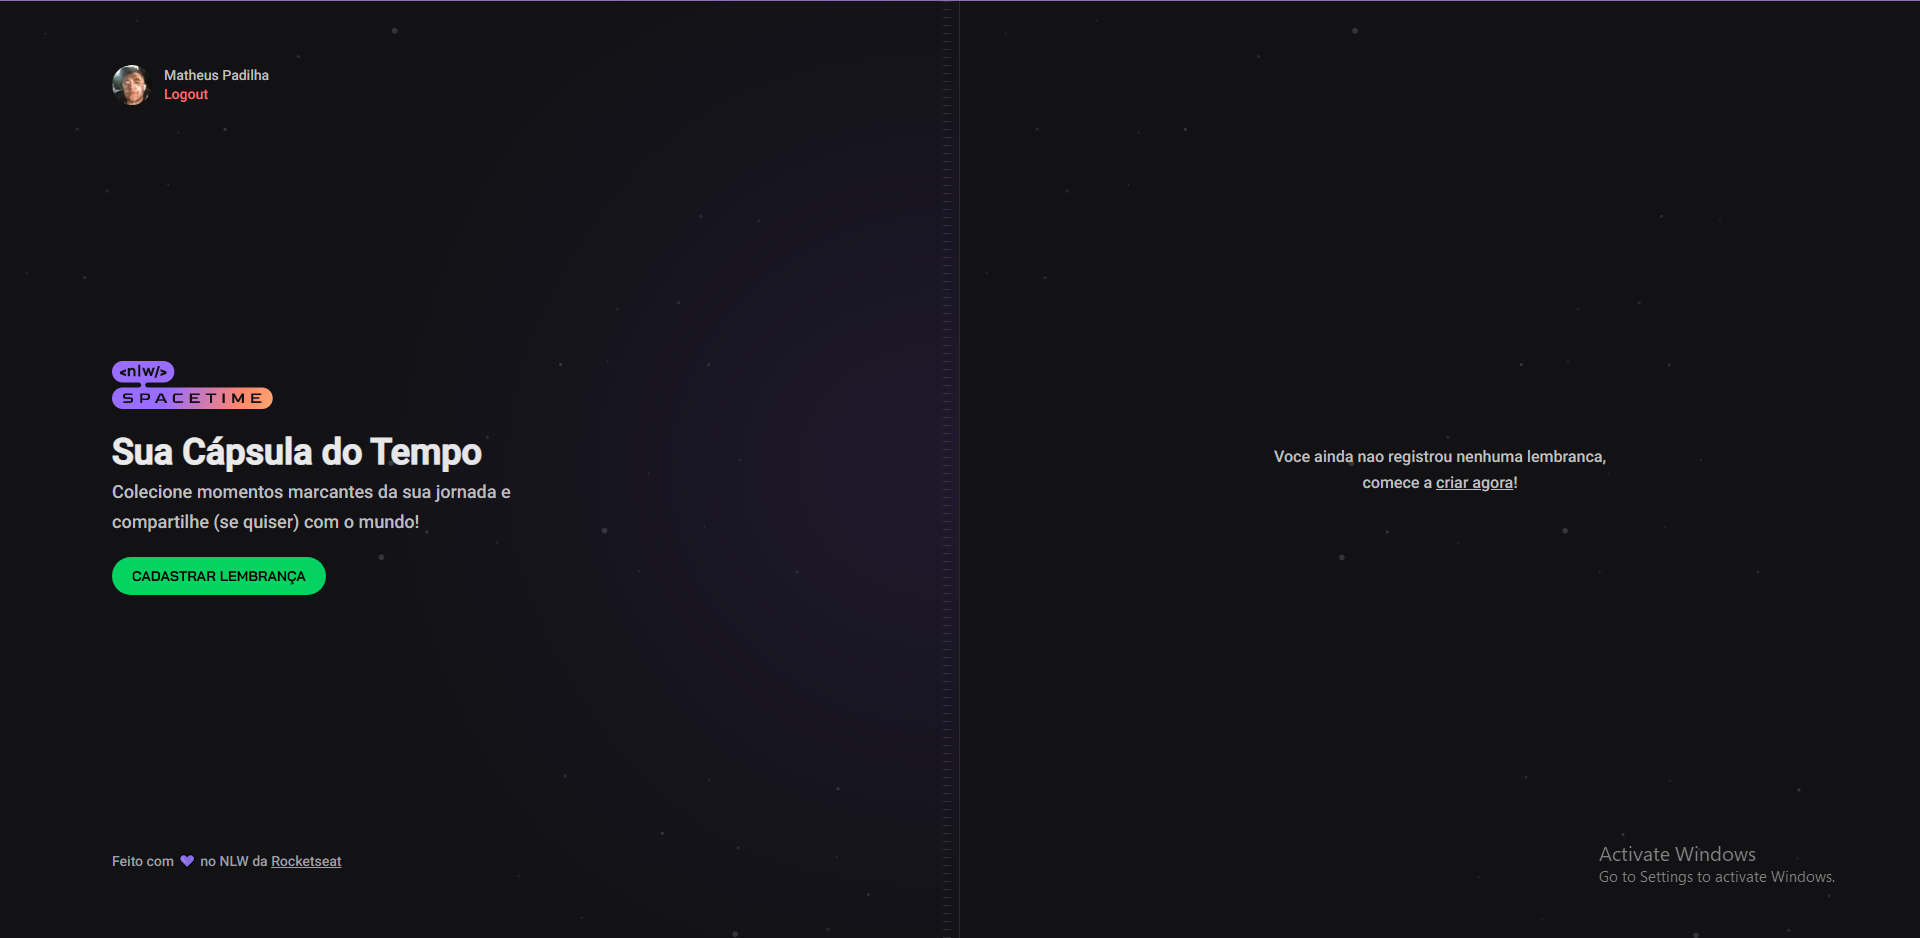 Matheus Padilha
Logout
<nlw/>
SPACETIME
Sua Cápsula do Tempo
Colecione momentos marcantes da sua jornada e
compartilhe (se quiser) com o mundo!
CADASTRAR LEMBRANÇA
Feito com 💜 no NLW da Rocketseat
Voce ainda nao registrou nenhuma lembranca,
comece a criar agora!
Activate Windows
Go to Settings to activate Windows.